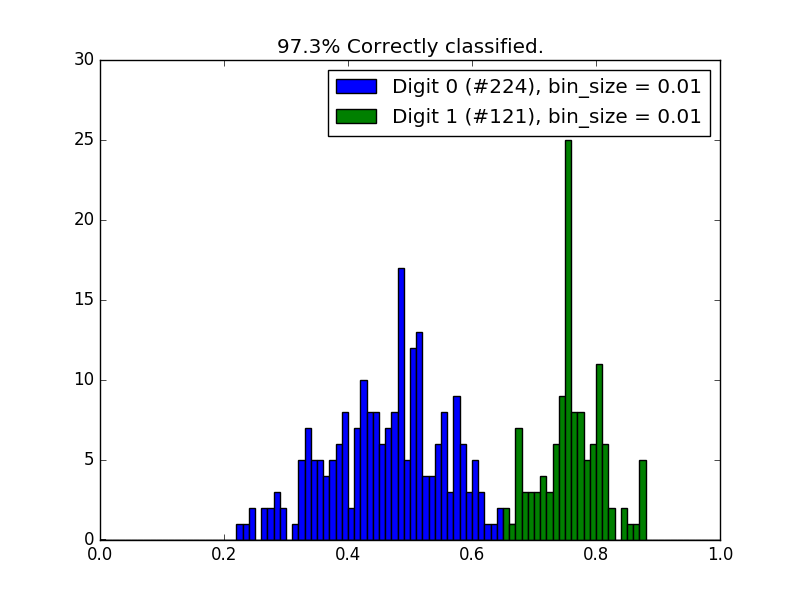 97.3% Correctly classified.
Digit 0 (#224), bin_size = 0.01
Digit 1 (#121), bin_size = 0.01
30
25
20
15
10
5
0
0.0 0.2 0.4 0.6 0.8 1.0